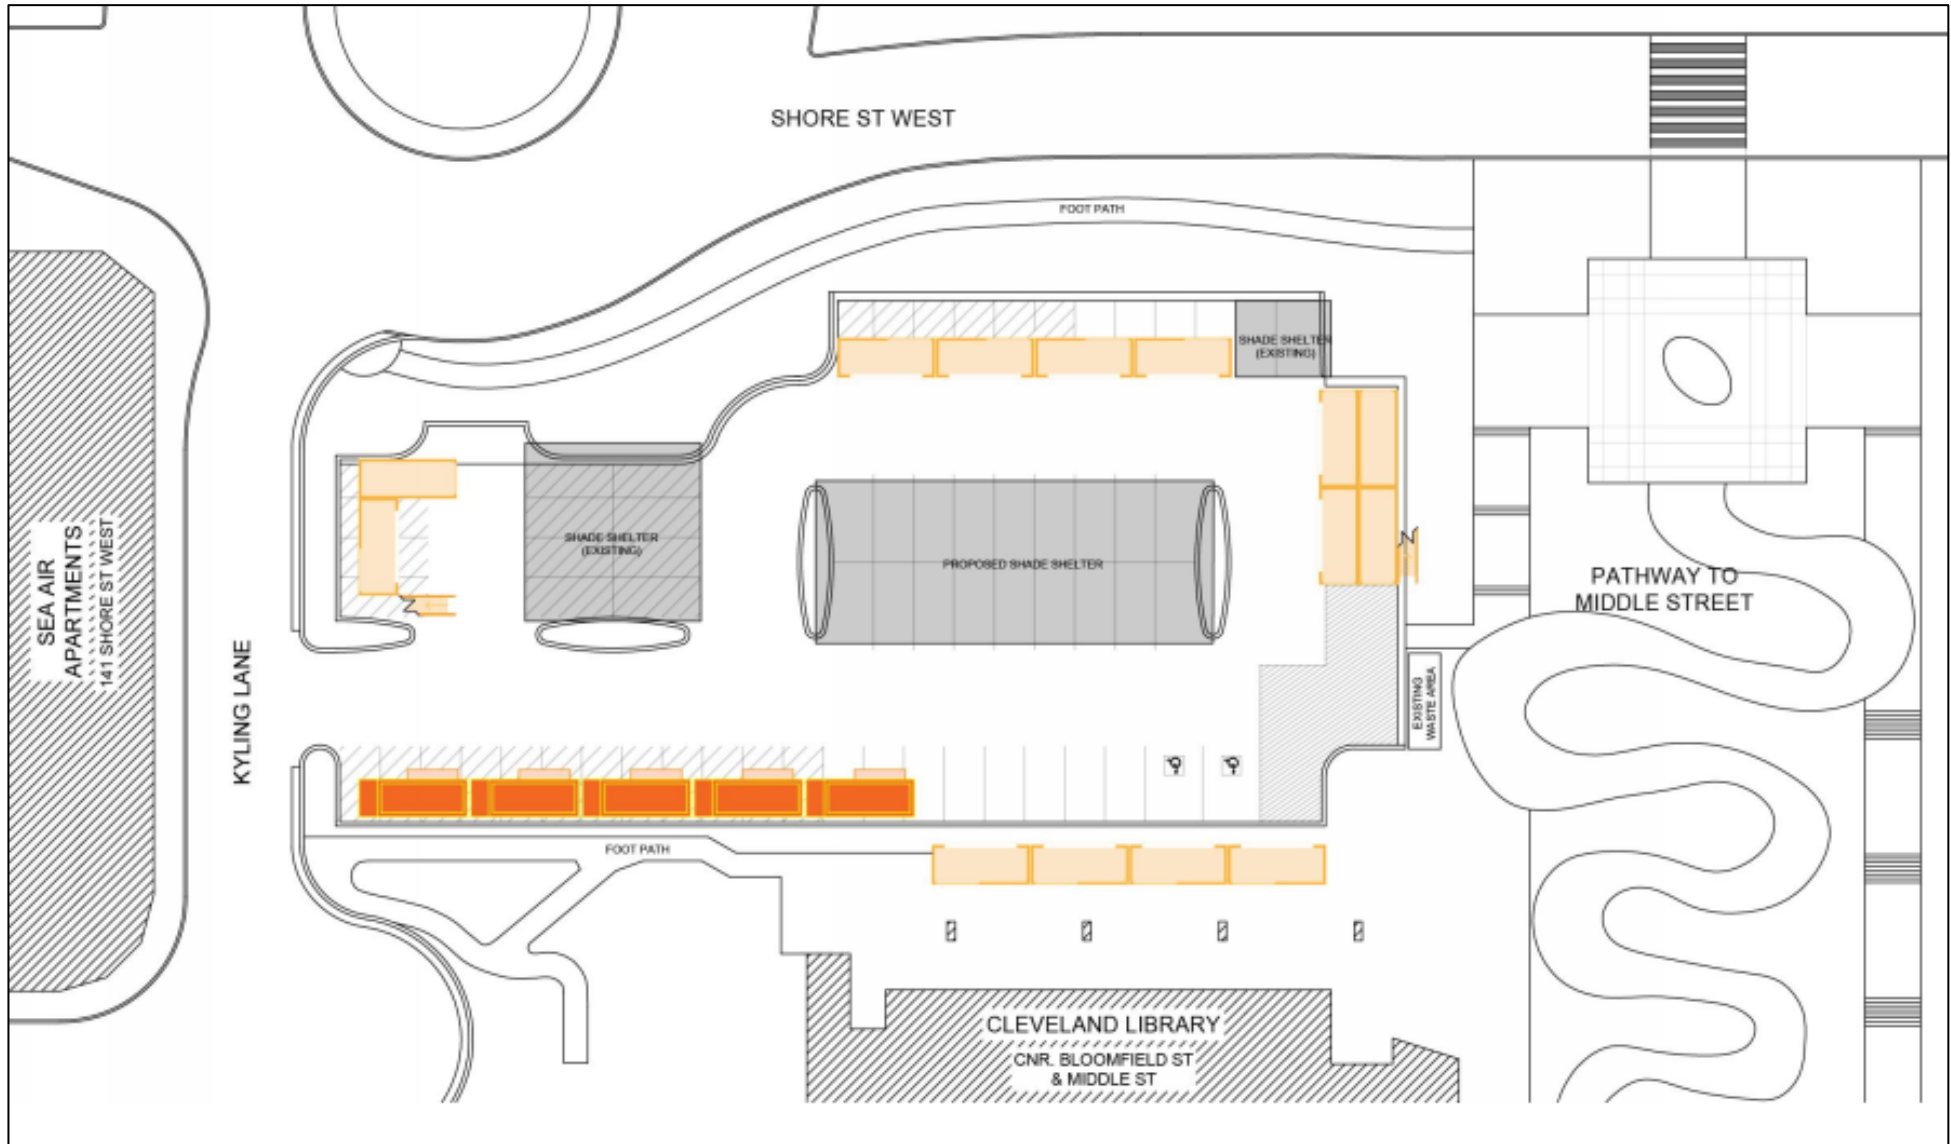 SHORE ST WEST
FOOT PATH
SHADE SHELTER
(EXISTING)
SHADE SHELTER
(EXISTING)
PROPOSED SHADE SHELTER
SEA AIR
APARTMENTS
141 SHORE ST WEST
KYLING LANE
PATHWAY TO
MIDDLE STREET
EXISTING
WASTE AREA
FOOT PATH
CLEVELAND LIBRARY
CNR. BLOOMFIELD ST
& MIDDLE ST